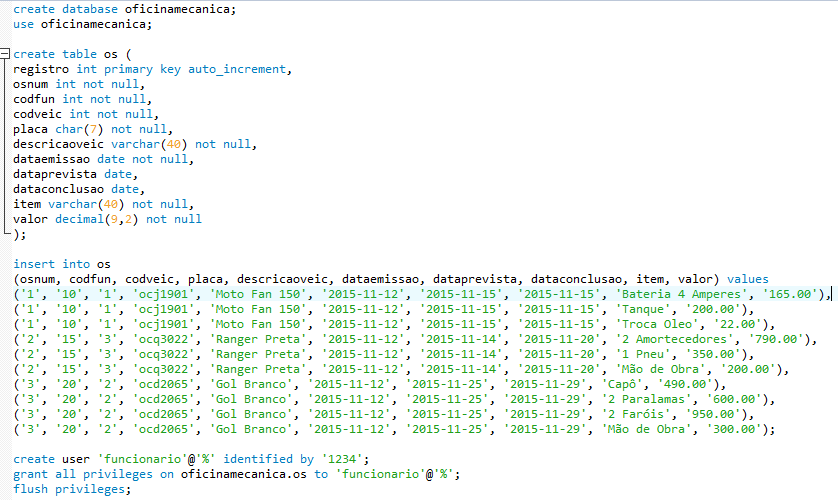 create database oficinamecanica;
use oficinamecanica;
create table os (
registro int primary key auto_increment,
osnum int not null,
codfun int not null,
codveic int not null,
placa char(7) not null,
descricaoveic varchar(40) not null,
dataemissao date not null,
dataprevista date,
dataconclusao date,
item varchar(40) not null,
valor decimal(9,2) not null
);
insert into os
(osnum, codfun, codveic, placa, descricaoveic, dataemissao, dataprevista, dataconclusao, item, valor) values
('1', '10', '1', 'ocj1901', 'Moto Fan 150', '2015-11-12', '2015-11-15', '2015-11-15', 'Bateria 4 Amperes', '165.00'),
('1', '10', '1', 'ocj1901', 'Moto Fan 150', '2015-11-12', '2015-11-15', '2015-11-15', 'Tanque', '200.00'),
('1', '10', '1', 'ocj1901', 'Moto Fan 150', '2015-11-12', '2015-11-15', '2015-11-15', 'Troca Oleo', '22.00'),
('2', '15', '3', 'ocq3022', 'Ranger Preta', '2015-11-12', '2015-11-14', '2015-11-20', '2 Amortecedores', '790.00'),
('2', '15', '3', 'ocq3022', 'Ranger Preta', '2015-11-12', '2015-11-14', '2015-11-20', '1 Pneu', '350.00'),
('2', '15', '3', 'ocq3022', 'Ranger Preta', '2015-11-12', '2015-11-14', '2015-11-20', 'Mão de Obra', '200.00'),
('3', '20', '2', 'ocd2065', 'Gol Branco', '2015-11-12', '2015-11-25', '2015-11-29', 'Capô', '490.00'),
('3', '20', '2', 'ocd2065', 'Gol Branco', '2015-11-12', '2015-11-25', '2015-11-29', '2 Paralamas', '600.00'),
('3', '20', '2', 'ocd2065', 'Gol Branco', '2015-11-12', '2015-11-25', '2015-11-29', '2 Faróis', '950.00'),
('3', '20', '2', 'ocd2065', 'Gol Branco', '2015-11-12', '2015-11-25', '2015-11-29', 'Mão de Obra', '300.00');
create user 'funcionario'@'%' identified by '1234';
grant all privileges on oficinamecanica.os to 'funcionario'@'%';
flush privileges;